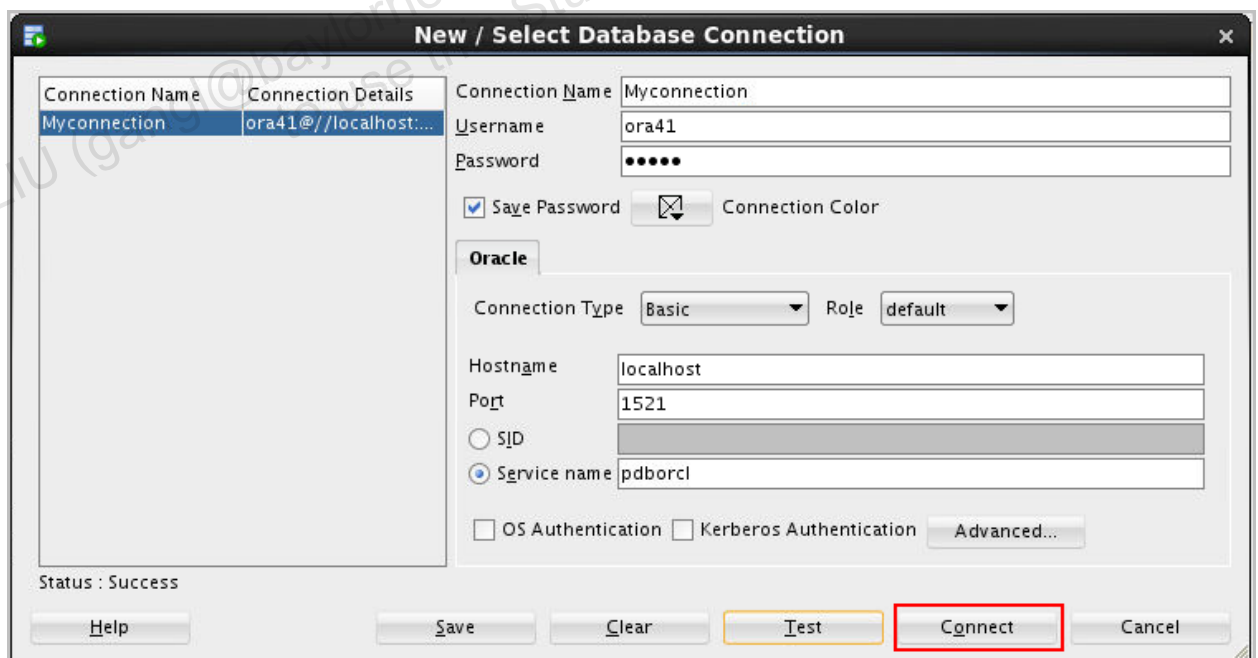 New / Select Database Connection
Connection Name Connection Details
Myconnection ora41@//localhost:...
Connection Name Myconnection
Username ora41
Password •••••
Save Password Connection Color
Oracle
Connection Type Basic Role default
Hostname localhost
Port 1521
SID
Service name pdborcl
OS Authentication Kerberos Authentication Advanced...
Status : Success
Help Save Clear Test Connect Cancel